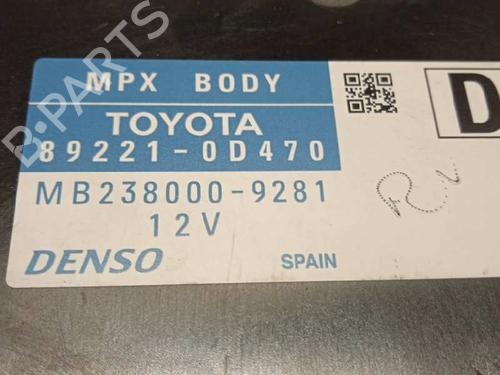 MPX BODY
TOYOTA
89221-0D470
MB238000-9281
12V
DENSO
SPAIN
D
B-PARTS